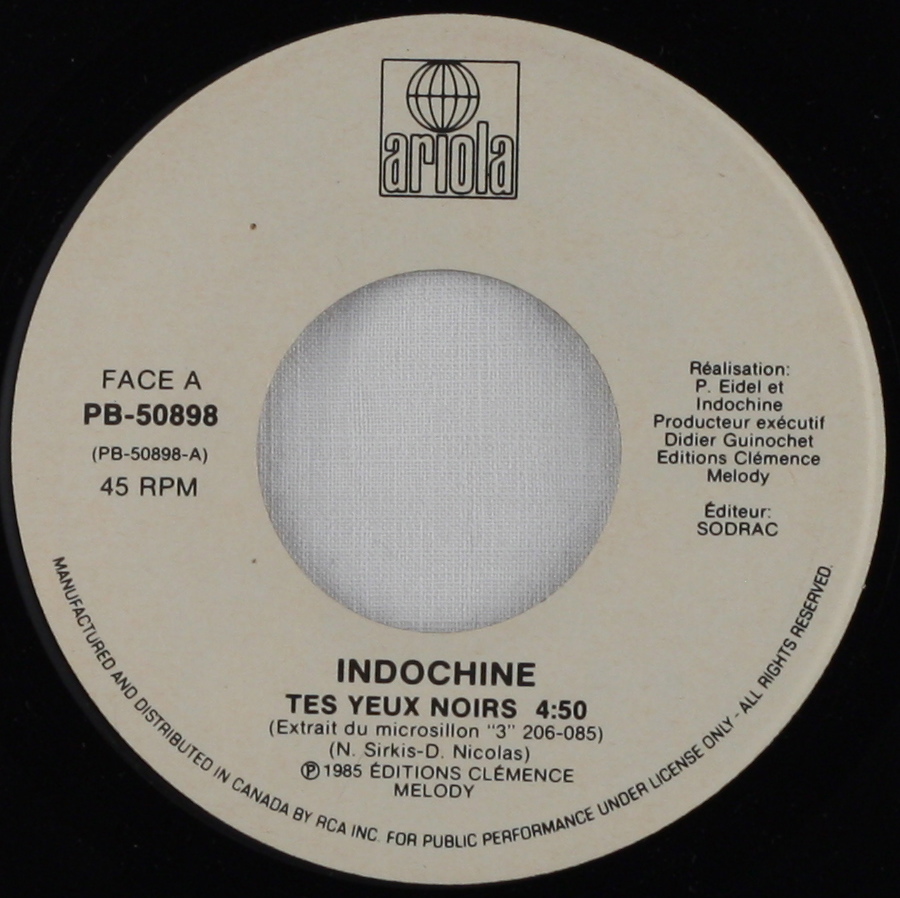 ariola
FACE A
PB-50898
(PB-50898-A)
45 RPM
Réalisation:
P. Eidel et
Indochine
Producteur exécutif
Didier Guinochet
Editions Clémence
Melody
Éditeur:
SODRAC
INDOCHINE
TES YEUX NOIRS 4:50
(Extrait du microsillon "3" 206-085)
(N. Sirkis-D. Nicolas)
Ⓟ1985 ÉDITIONS CLÉMENCE
MELODY
MANUFACTURED AND DISTRIBUTED IN CANADA BY RCA INC. FOR PUBLIC PERFORMANCE UNDER LICENSE ONLY - ALL RIGHTS RESERVED.